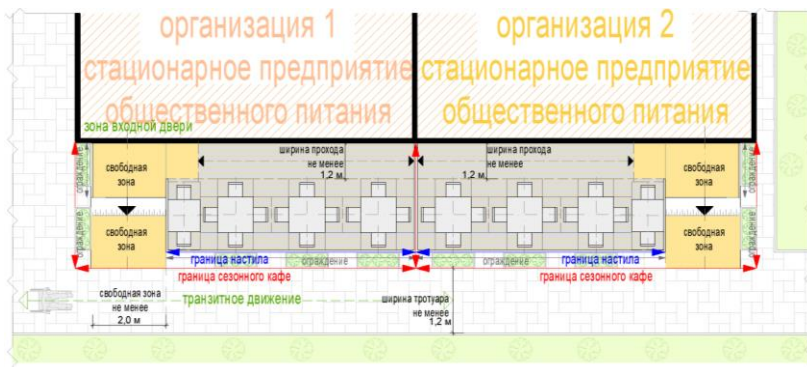 организация 1
стационарное предприятие
общественного питания
организация 2
стационарное предприятие
общественного питания
зона входной двери
ограждение
свободная
зона
ширина прохода
не менее
1,2 м
ширина прохода
не менее
1,2 м
свободная
зона
ограждение
ограждение
свободная
зона
свободная
зона
ограждение
граница настила
ограждение
ограждение
граница настила
граница сезонного кафе
граница сезонного кафе
свободная зона
не менее
2,0 м
транзитное движение
ширина тротуара
не менее
1,2 м